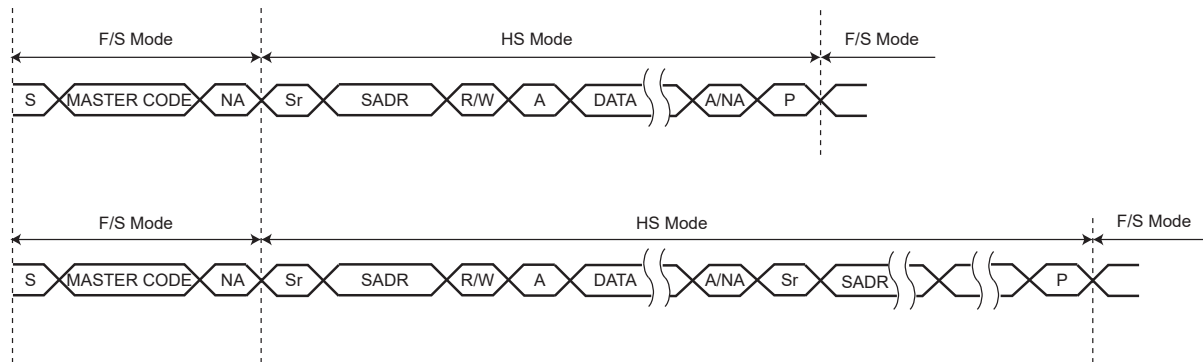 F/S Mode HS Mode F/S Mode
S MASTER CODE NA Sr SADR R/W A DATA A/NA P
F/S Mode HS Mode F/S Mode
S MASTER CODE NA Sr SADR R/W A DATA A/NA Sr SADR P